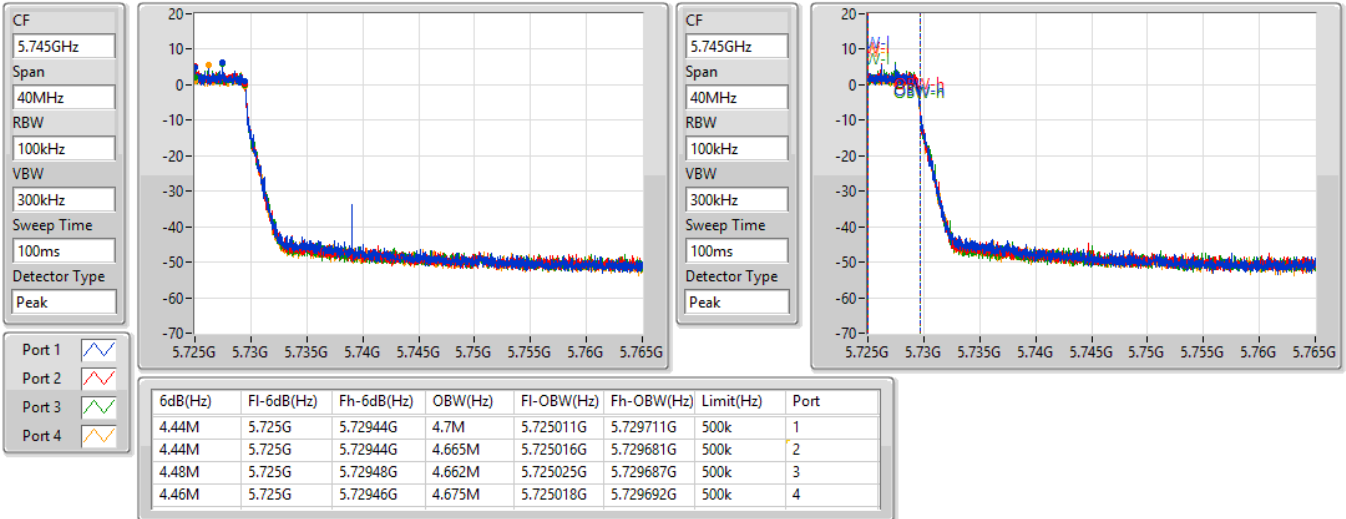 CF
5.745GHz
Span
40MHz
RBW
100kHz
VBW
300kHz
Sweep Time
100ms
Detector Type
Peak
20
10
0
-10
-20
-30
-40
-50
-60
-70
5.725G 5.73G 5.735G 5.74G 5.745G 5.75G 5.755G 5.76G 5.765G
CF
5.745GHz
Span
40MHz
RBW
100kHz
VBW
300kHz
Sweep Time
100ms
Detector Type
Peak
20
10
0
-10
-20
-30
-40
-50
-60
-70
OBW-h
5.725G 5.73G 5.735G 5.74G 5.745G 5.75G 5.755G 5.76G 5.765G
Port 1
Port 2
Port 3
Port 4
6dB(Hz) Fl-6dB(Hz) Fh-6dB(Hz) OBW(Hz) Fl-OBW(Hz) Fh-OBW(Hz) Limit(Hz) Port
4.44M 5.725G 5.72944G 4.7M 5.725011G 5.729711G 500k 1
4.44M 5.725G 5.72944G 4.665M 5.725016G 5.729681G 500k 2
4.48M 5.725G 5.72948G 4.662M 5.725025G 5.729687G 500k 3
4.46M 5.725G 5.72946G 4.675M 5.725018G 5.729692G 500k 4